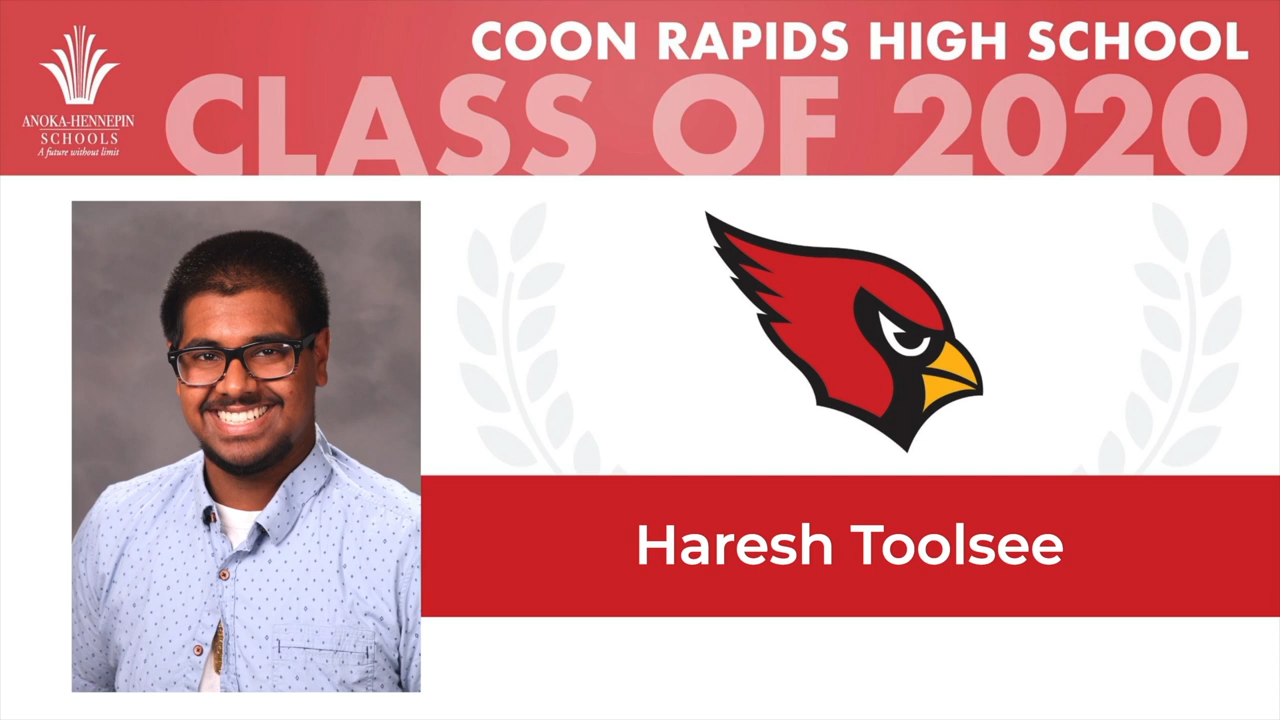 COON RAPIDS HIGH SCHOOL
CLASS OF 2020
ANOKA-HENNEPIN
SCHOOLS
A future without limit
Haresh Toolsee